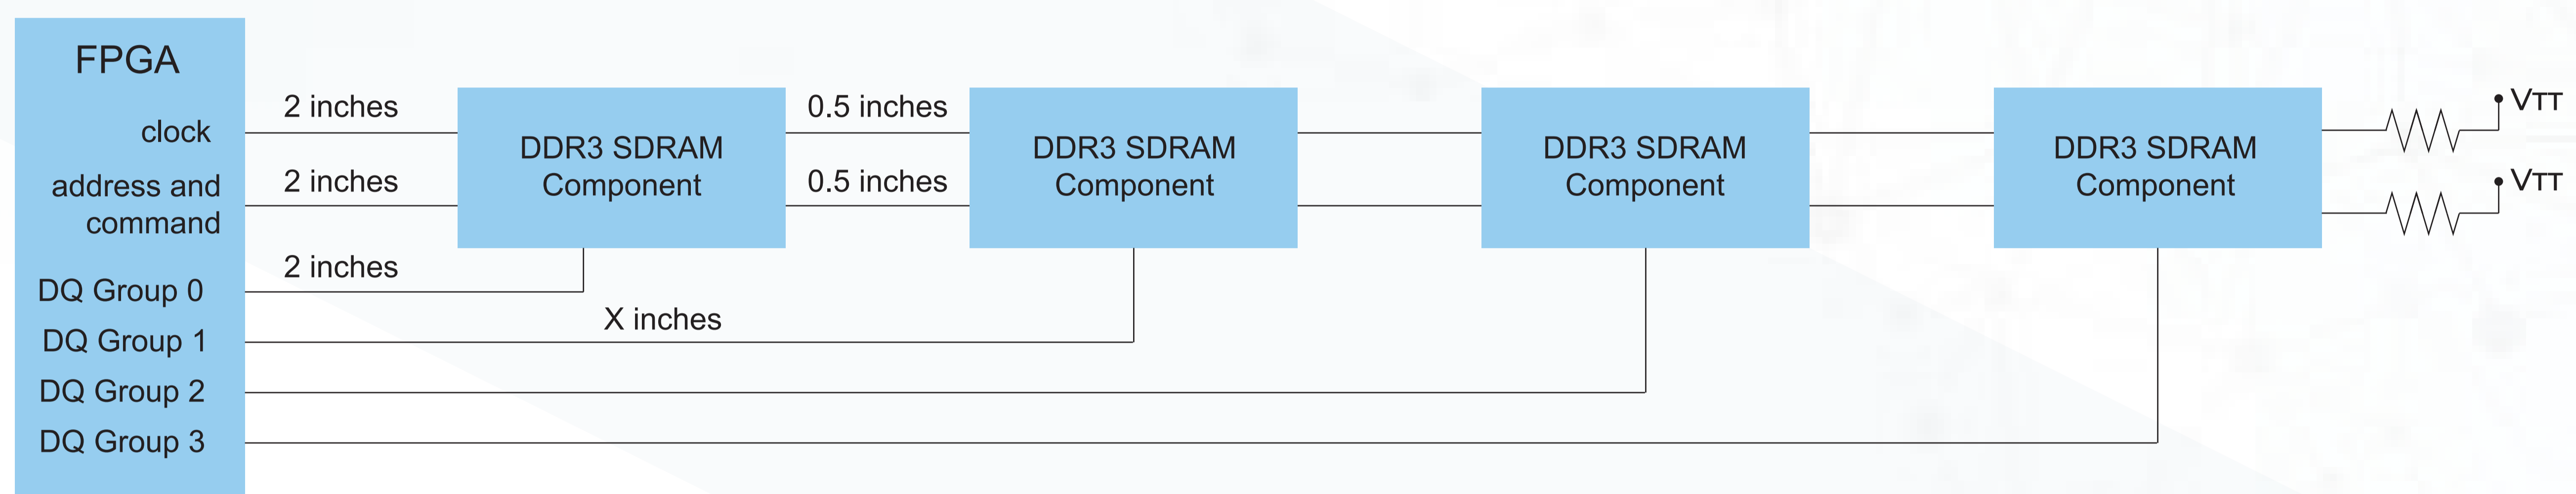 FPGA
clock
address and
command
DQ Group 0
DQ Group 1
DQ Group 2
DQ Group 3
2 inches
2 inches
2 inches
X inches
DDR3 SDRAM
Component
0.5 inches
0.5 inches
DDR3 SDRAM
Component
DDR3 SDRAM
Component
DDR3 SDRAM
Component
VTT
VTT